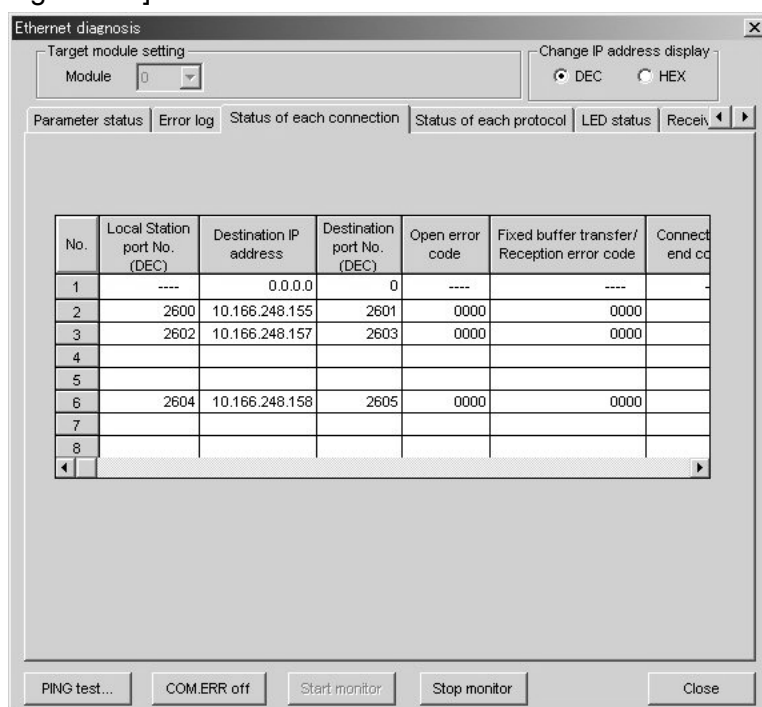 Ethernet diagnosis
Target module setting
Module 0
Change IP address display
DEC HEX
Parameter status Error log Status of each connection Status of each protocol LED status Receiv
No. Local Station port No. (DEC) Destination IP address Destination port No. (DEC) Open error code Fixed buffer transfer/ Reception error code Connect end co
1 ---- 0.0.0.0 0 ---- ---- -
2 2600 10.166.248.155 2601 0000 0000
3 2602 10.166.248.157 2603 0000 0000
4
5
6 2604 10.166.248.158 2605 0000 0000
7
8
PING test... COM.ERR off Start monitor Stop monitor Close